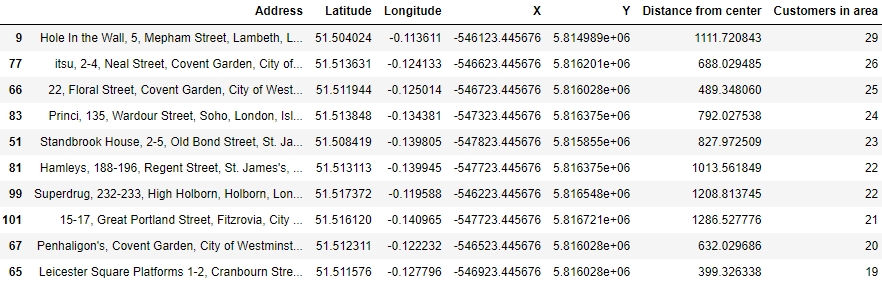 Address Latitude Longitude X Y Distance from center Customers in area
9 Hole In the Wall, 5, Mepham Street, Lambeth, L... 51.504024 -0.113611 -546123.445676 5.814989e+06 1111.720843 29
77 itsu, 2-4, Neal Street, Covent Garden, City of... 51.513631 -0.124133 -546623.445676 5.816201e+06 688.029485 26
66 22, Floral Street, Covent Garden, City of West... 51.511944 -0.125014 -546723.445676 5.816028e+06 489.348060 25
83 Princi, 135, Wardour Street, Soho, London, Isl... 51.513848 -0.134381 -547323.445676 5.816375e+06 792.027538 24
51 Standbrook House, 2-5, Old Bond Street, St. Ja... 51.508419 -0.139805 -547823.445676 5.815855e+06 827.972509 23
81 Hamleys, 188-196, Regent Street, St. James's, ... 51.513113 -0.139945 -547723.445676 5.816375e+06 1013.561849 22
99 Superdrug, 232-233, High Holborn, Holborn, Lon... 51.517372 -0.119588 -546223.445676 5.816548e+06 1208.813745 22
101 15-17, Great Portland Street, Fitzrovia, City ... 51.516120 -0.140965 -547723.445676 5.816721e+06 1286.527776 21
67 Penhaligon's, Covent Garden, City of Westminst... 51.512311 -0.122232 -546523.445676 5.816028e+06 632.029686 20
65 Leicester Square Platforms 1-2, Cranbourn Stre... 51.511576 -0.127796 -546923.445676 5.816028e+06 399.326338 19